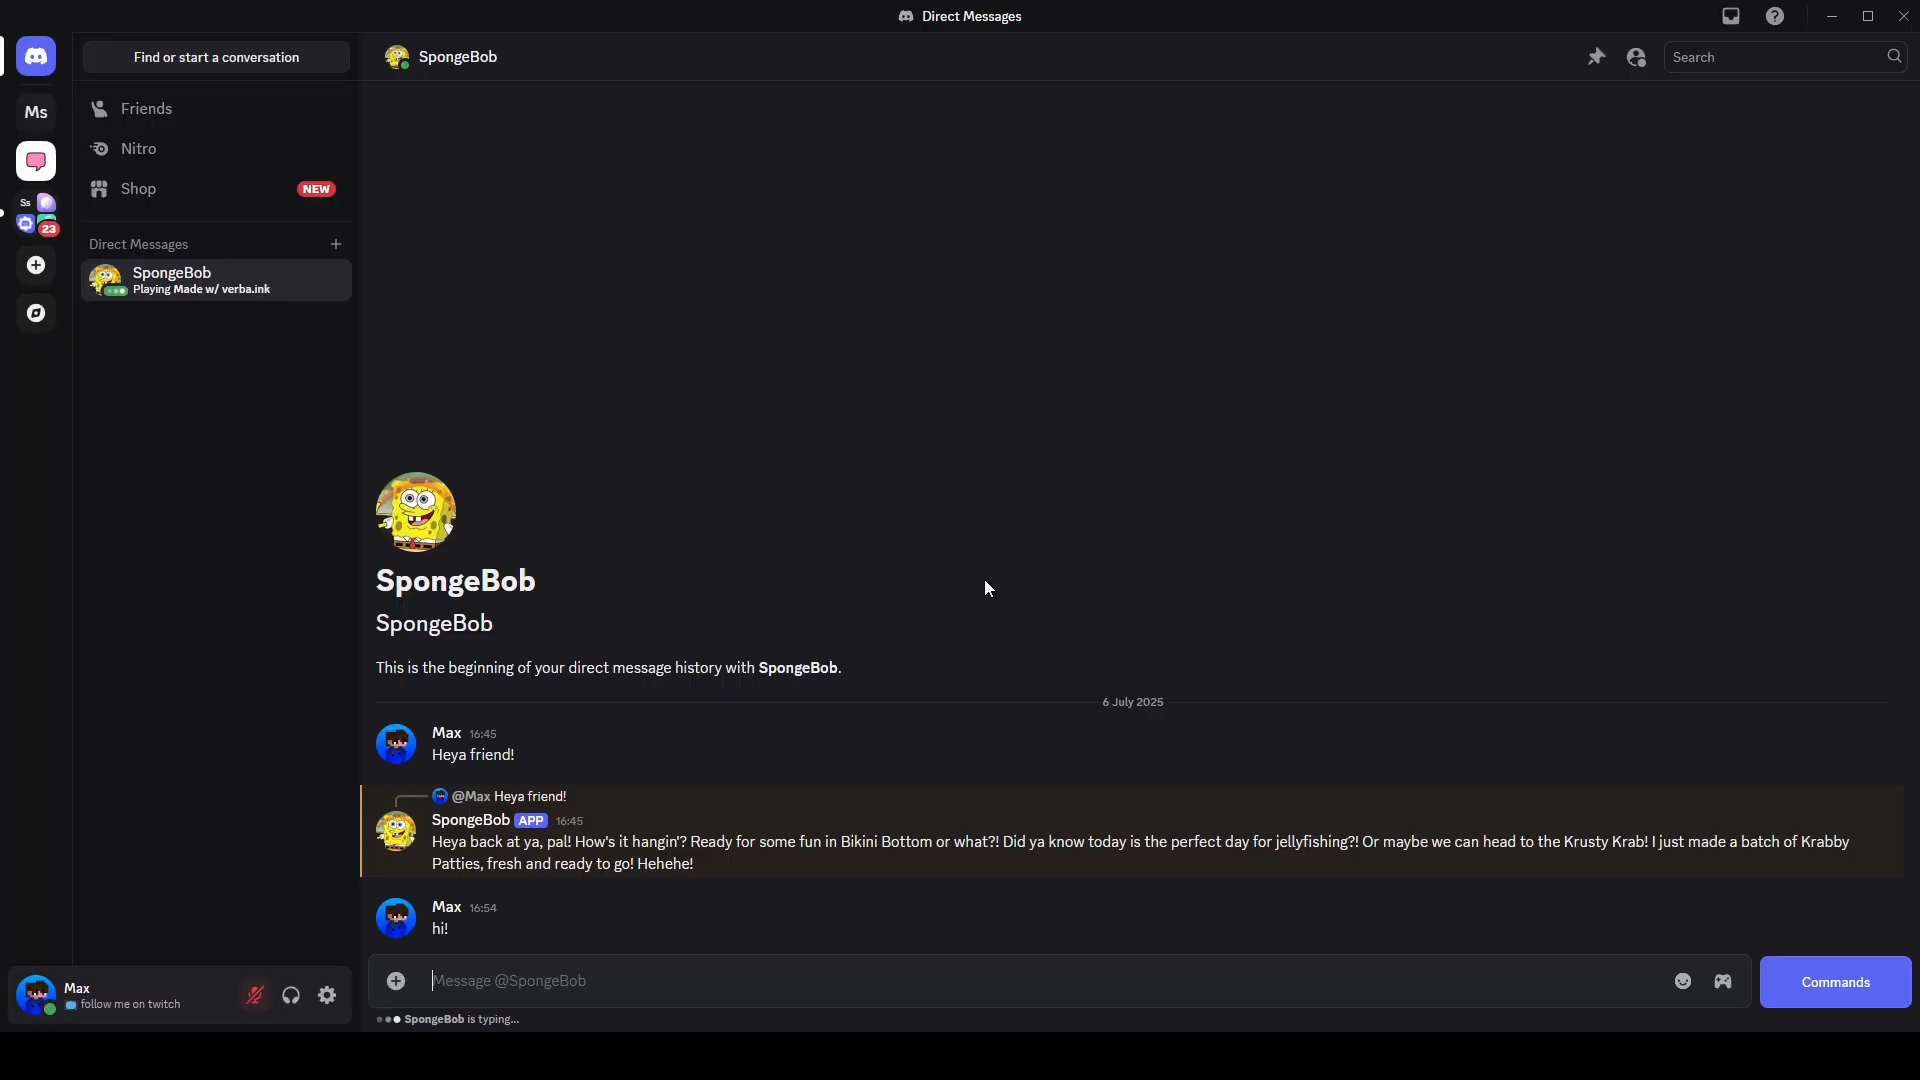 Direct Messages
Find or start a conversation
SpongeBob
Search
Friends
Ms
Nitro
Shop
NEW
Ss
23
Direct Messages
SpongeBob
Playing Made w/ verba.ink
SpongeBob
SpongeBob
This is the beginning of your direct message history with SpongeBob.
6 July 2025
Max 16:45
Heya friend!
@Max Heya friend!
SpongeBob APP 16:45
Heya back at ya, pal! How's it hangin'? Ready for some fun in Bikini Bottom or what?! Did ya know today is the perfect day for jellyfishing?! Or maybe we can head to the Krusty Krab! I just made a batch of Krabby
Patties, fresh and ready to go! Hehehe!
Max 16:54
hi!
Message @SpongeBob
Commands
SpongeBob is typing...
Max
follow me on twitch